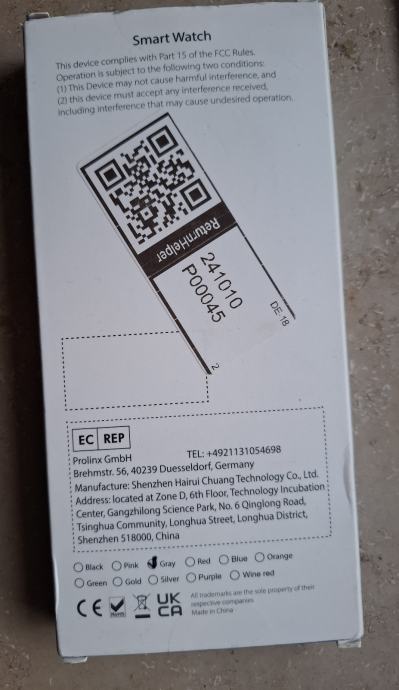 Smart Watch
This device complies with Part 15 of the FCC Rules.
Operation is subject to the following two conditions:
(1) This Device may not cause harmful interference, and
(2) this device must accept any interference received,
including interference that may cause undesired operation.
ReturnHelper
241010
P00045
DE 18
2
EC REP
Prolinx GmbH TEL: +4921131054698
Brehmstr. 56, 40239 Duesseldorf, Germany
Manufacture: Shenzhen Hairui Chuang Technology Co., Ltd.
Address: located at Zone D, 6th Floor, Technology Incubation
Center, Gangzhilong Science Park, No. 6 Qinglong Road,
Tsinghua Community, Longhua Street, Longhua District,
Shenzhen 518000, China
Black Pink Gray Red Blue Orange
Green Gold Silver Purple Wine red
CE RoHS UK CA
All trademarks are the sole property of their
respective companies
Made in China